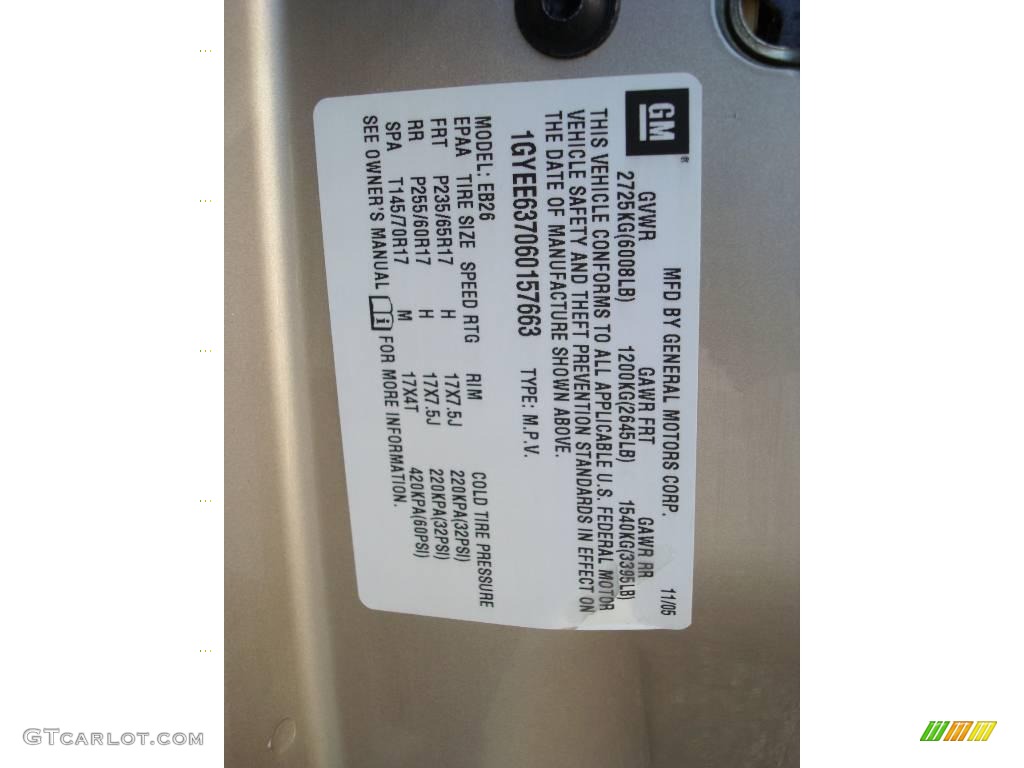 GM®
MFD BY GENERAL MOTORS CORP. 11/05
GVWR GAWR FRT GAWR RR
2725KG(6008LB) 1200KG(2645LB) 1540KG(3395LB)
THIS VEHICLE CONFORMS TO ALL APPLICABLE U.S. FEDERAL MOTOR
VEHICLE SAFETY AND THEFT PREVENTION STANDARDS IN EFFECT ON
THE DATE OF MANUFACTURE SHOWN ABOVE.
1GYEE637060157663 TYPE: M.P.V.
MODEL: EB26
EPAA TIRE SIZE SPEED RTG RIM COLD TIRE PRESSURE
FRT P235/65R17 H 17X7.5J 220KPA(32PSI)
RR P255/60R17 H 17X7.5J 220KPA(32PSI)
SPA T145/70R17 M 17X4T 420KPA(60PSI)
SEE OWNER'S MANUAL i FOR MORE INFORMATION.
GTCARLOT.COM